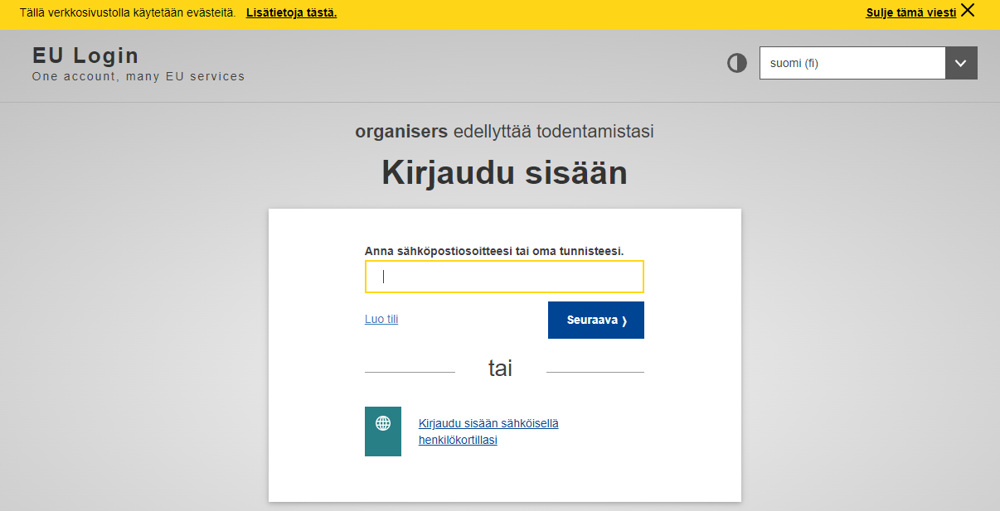 Tällä verkkosivustolla käytetään evästeitä. Lisätietoja tästä. Sulje tämä viesti
EU Login
One account, many EU services
suomi (fi)
organisers edellyttää todentamistasi
Kirjaudu sisään
Anna sähköpostiosoitteesi tai oma tunnisteesi.
Luo tili
Seuraava ❭
tai
Kirjaudu sisään sähköisellä
henkilökortillasi